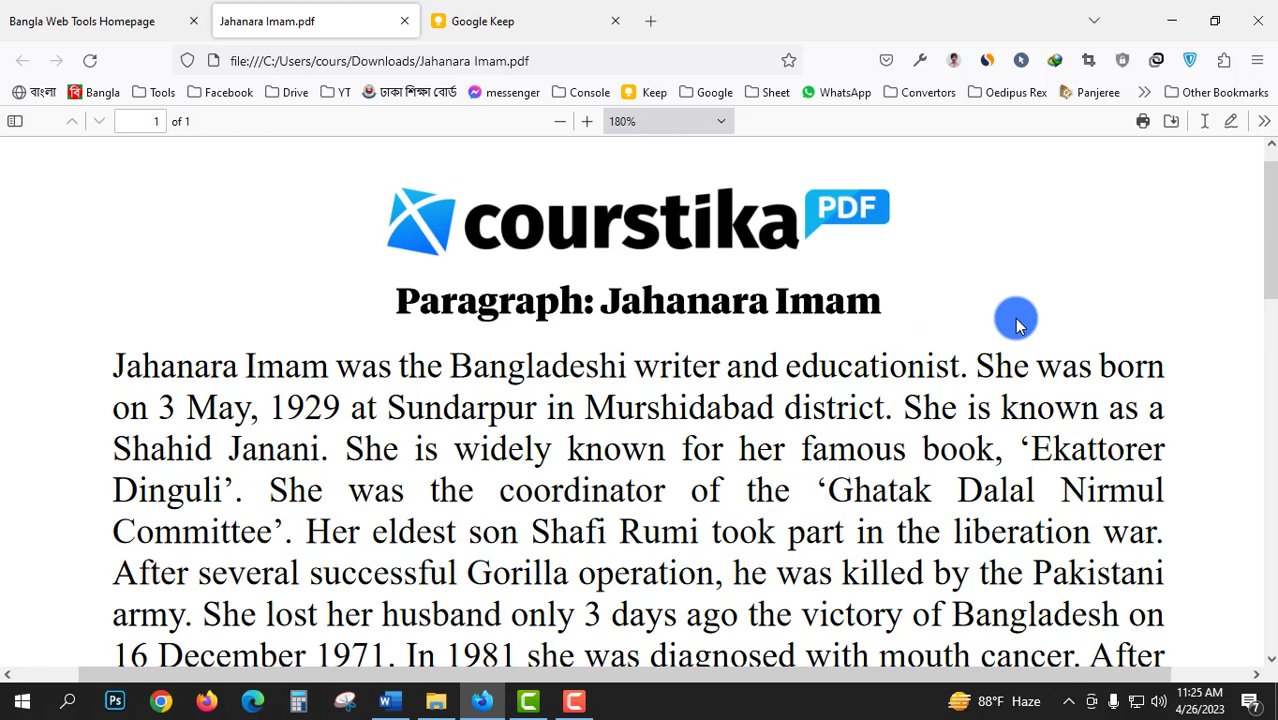 Bangla Web Tools Homepage
Jahanara Imam.pdf
Google Keep
file:///C:/Users/cours/Downloads/Jahanara Imam.pdf
বাংলা Bangla Tools Facebook Drive YT ঢাকা শিক্ষা বোর্ড messenger Console Keep Google Sheet WhatsApp Convertors Oedipus Rex Panjeree Other Bookmarks
1 of 1 180%
courstika PDF
Paragraph: Jahanara Imam
Jahanara Imam was the Bangladeshi writer and educationist. She was born
on 3 May, 1929 at Sundarpur in Murshidabad district. She is known as a
Shahid Janani. She is widely known for her famous book, ‘Ekattorer
Dinguli’. She was the coordinator of the ‘Ghatak Dalal Nirmul
Committee’. Her eldest son Shafi Rumi took part in the liberation war.
After several successful Gorilla operation, he was killed by the Pakistani
army. She lost her husband only 3 days ago the victory of Bangladesh on
16 December 1971. In 1981 she was diagnosed with mouth cancer. After
88°F Haze
11:25 AM
4/26/2023
7